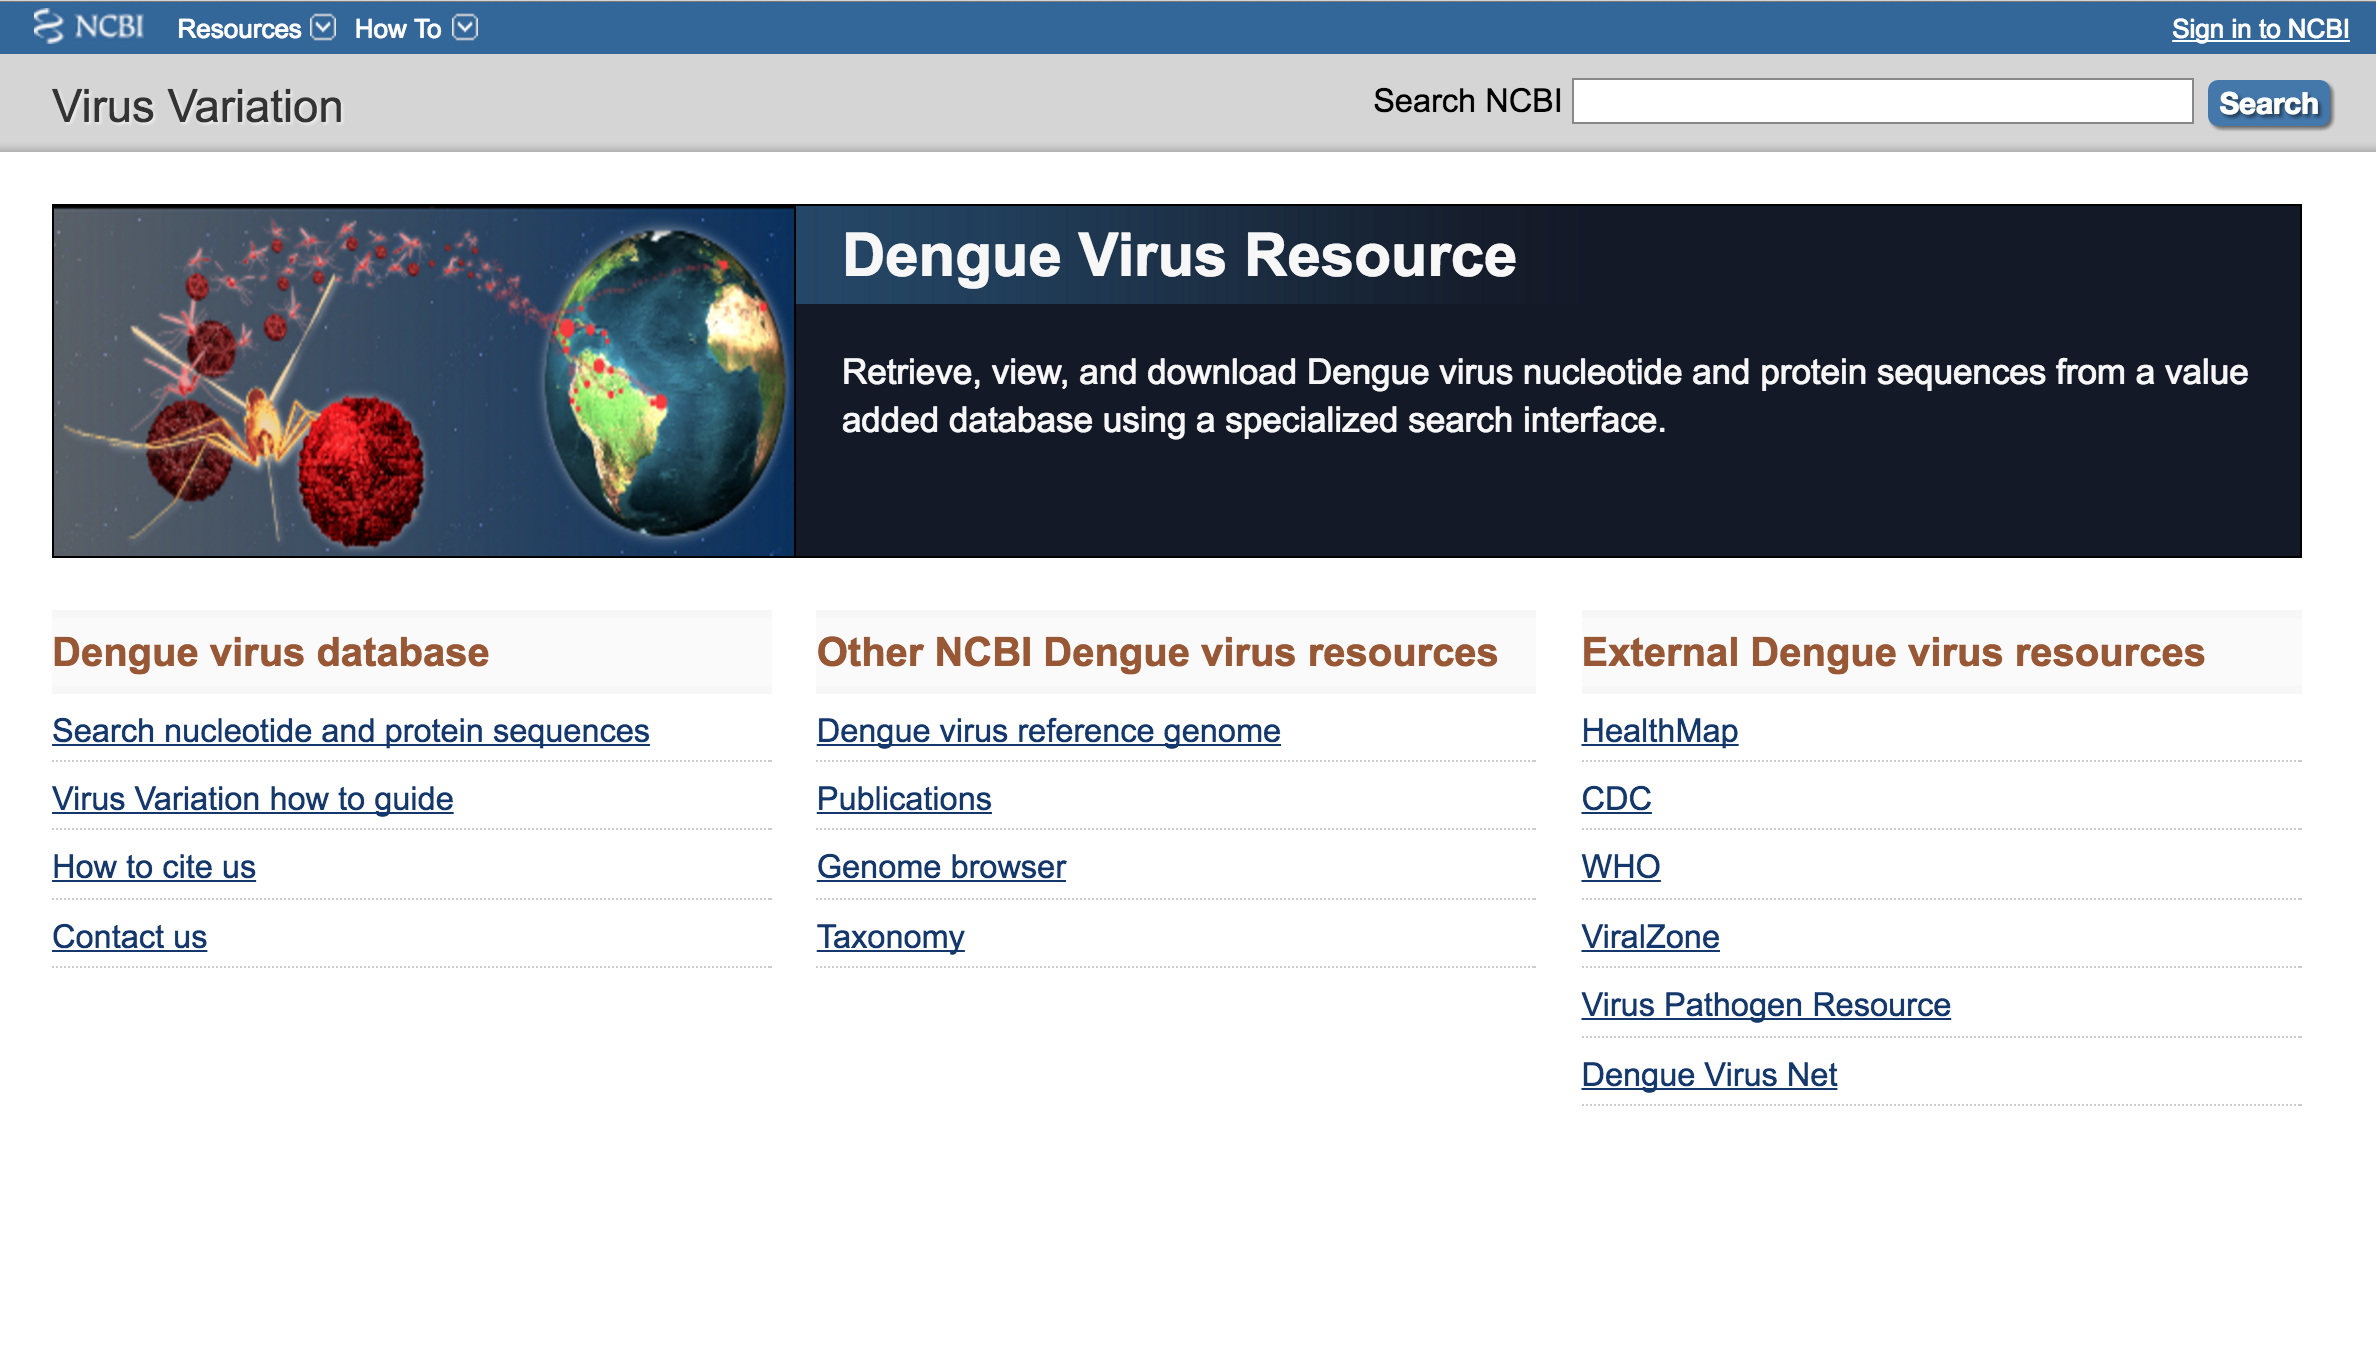 NCBI Resources How To Sign in to NCBI
Virus Variation Search NCBI Search
Dengue Virus Resource
Retrieve, view, and download Dengue virus nucleotide and protein sequences from a value
added database using a specialized search interface.
Dengue virus database
Search nucleotide and protein sequences
Virus Variation how to guide
How to cite us
Contact us
Other NCBI Dengue virus resources
Dengue virus reference genome
Publications
Genome browser
Taxonomy
External Dengue virus resources
HealthMap
CDC
WHO
ViralZone
Virus Pathogen Resource
Dengue Virus Net